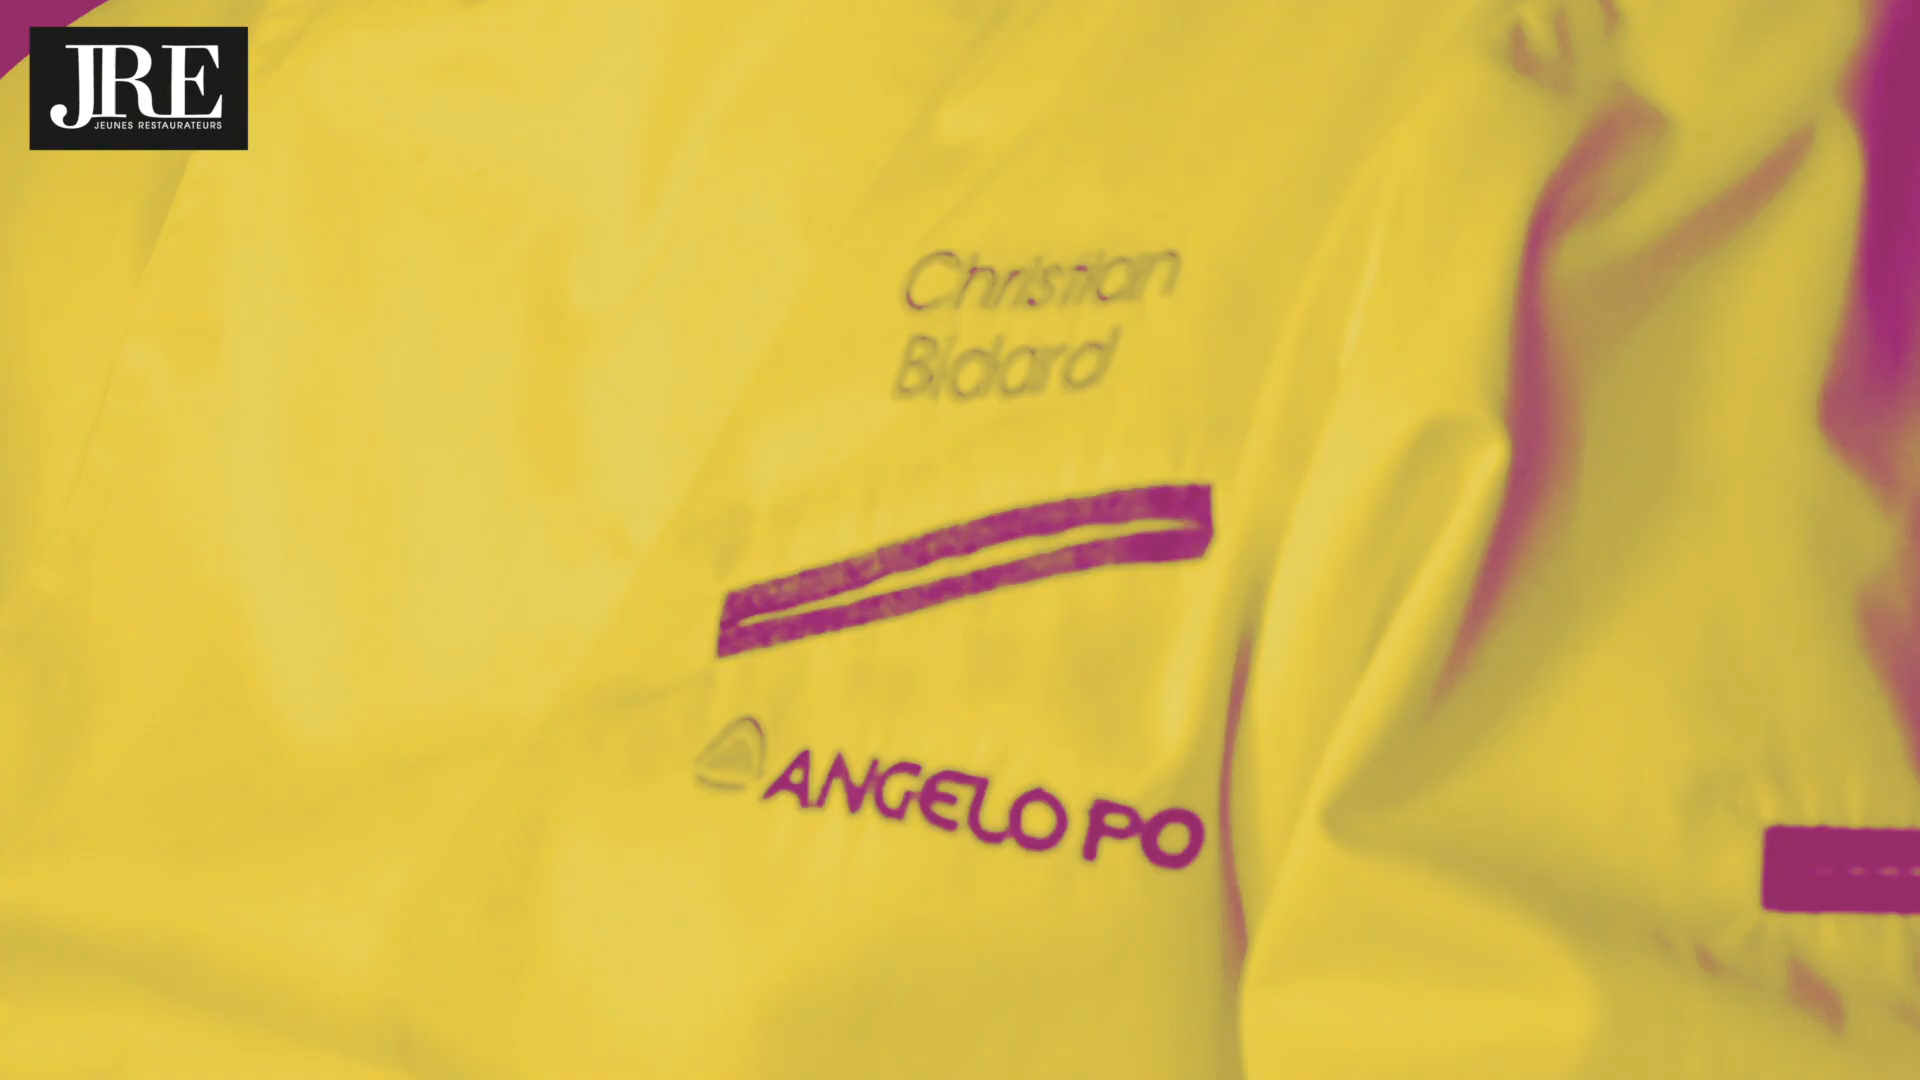 JRE
JEUNES RESTAURATEURS
Christian
Bidard
ANGELO PO